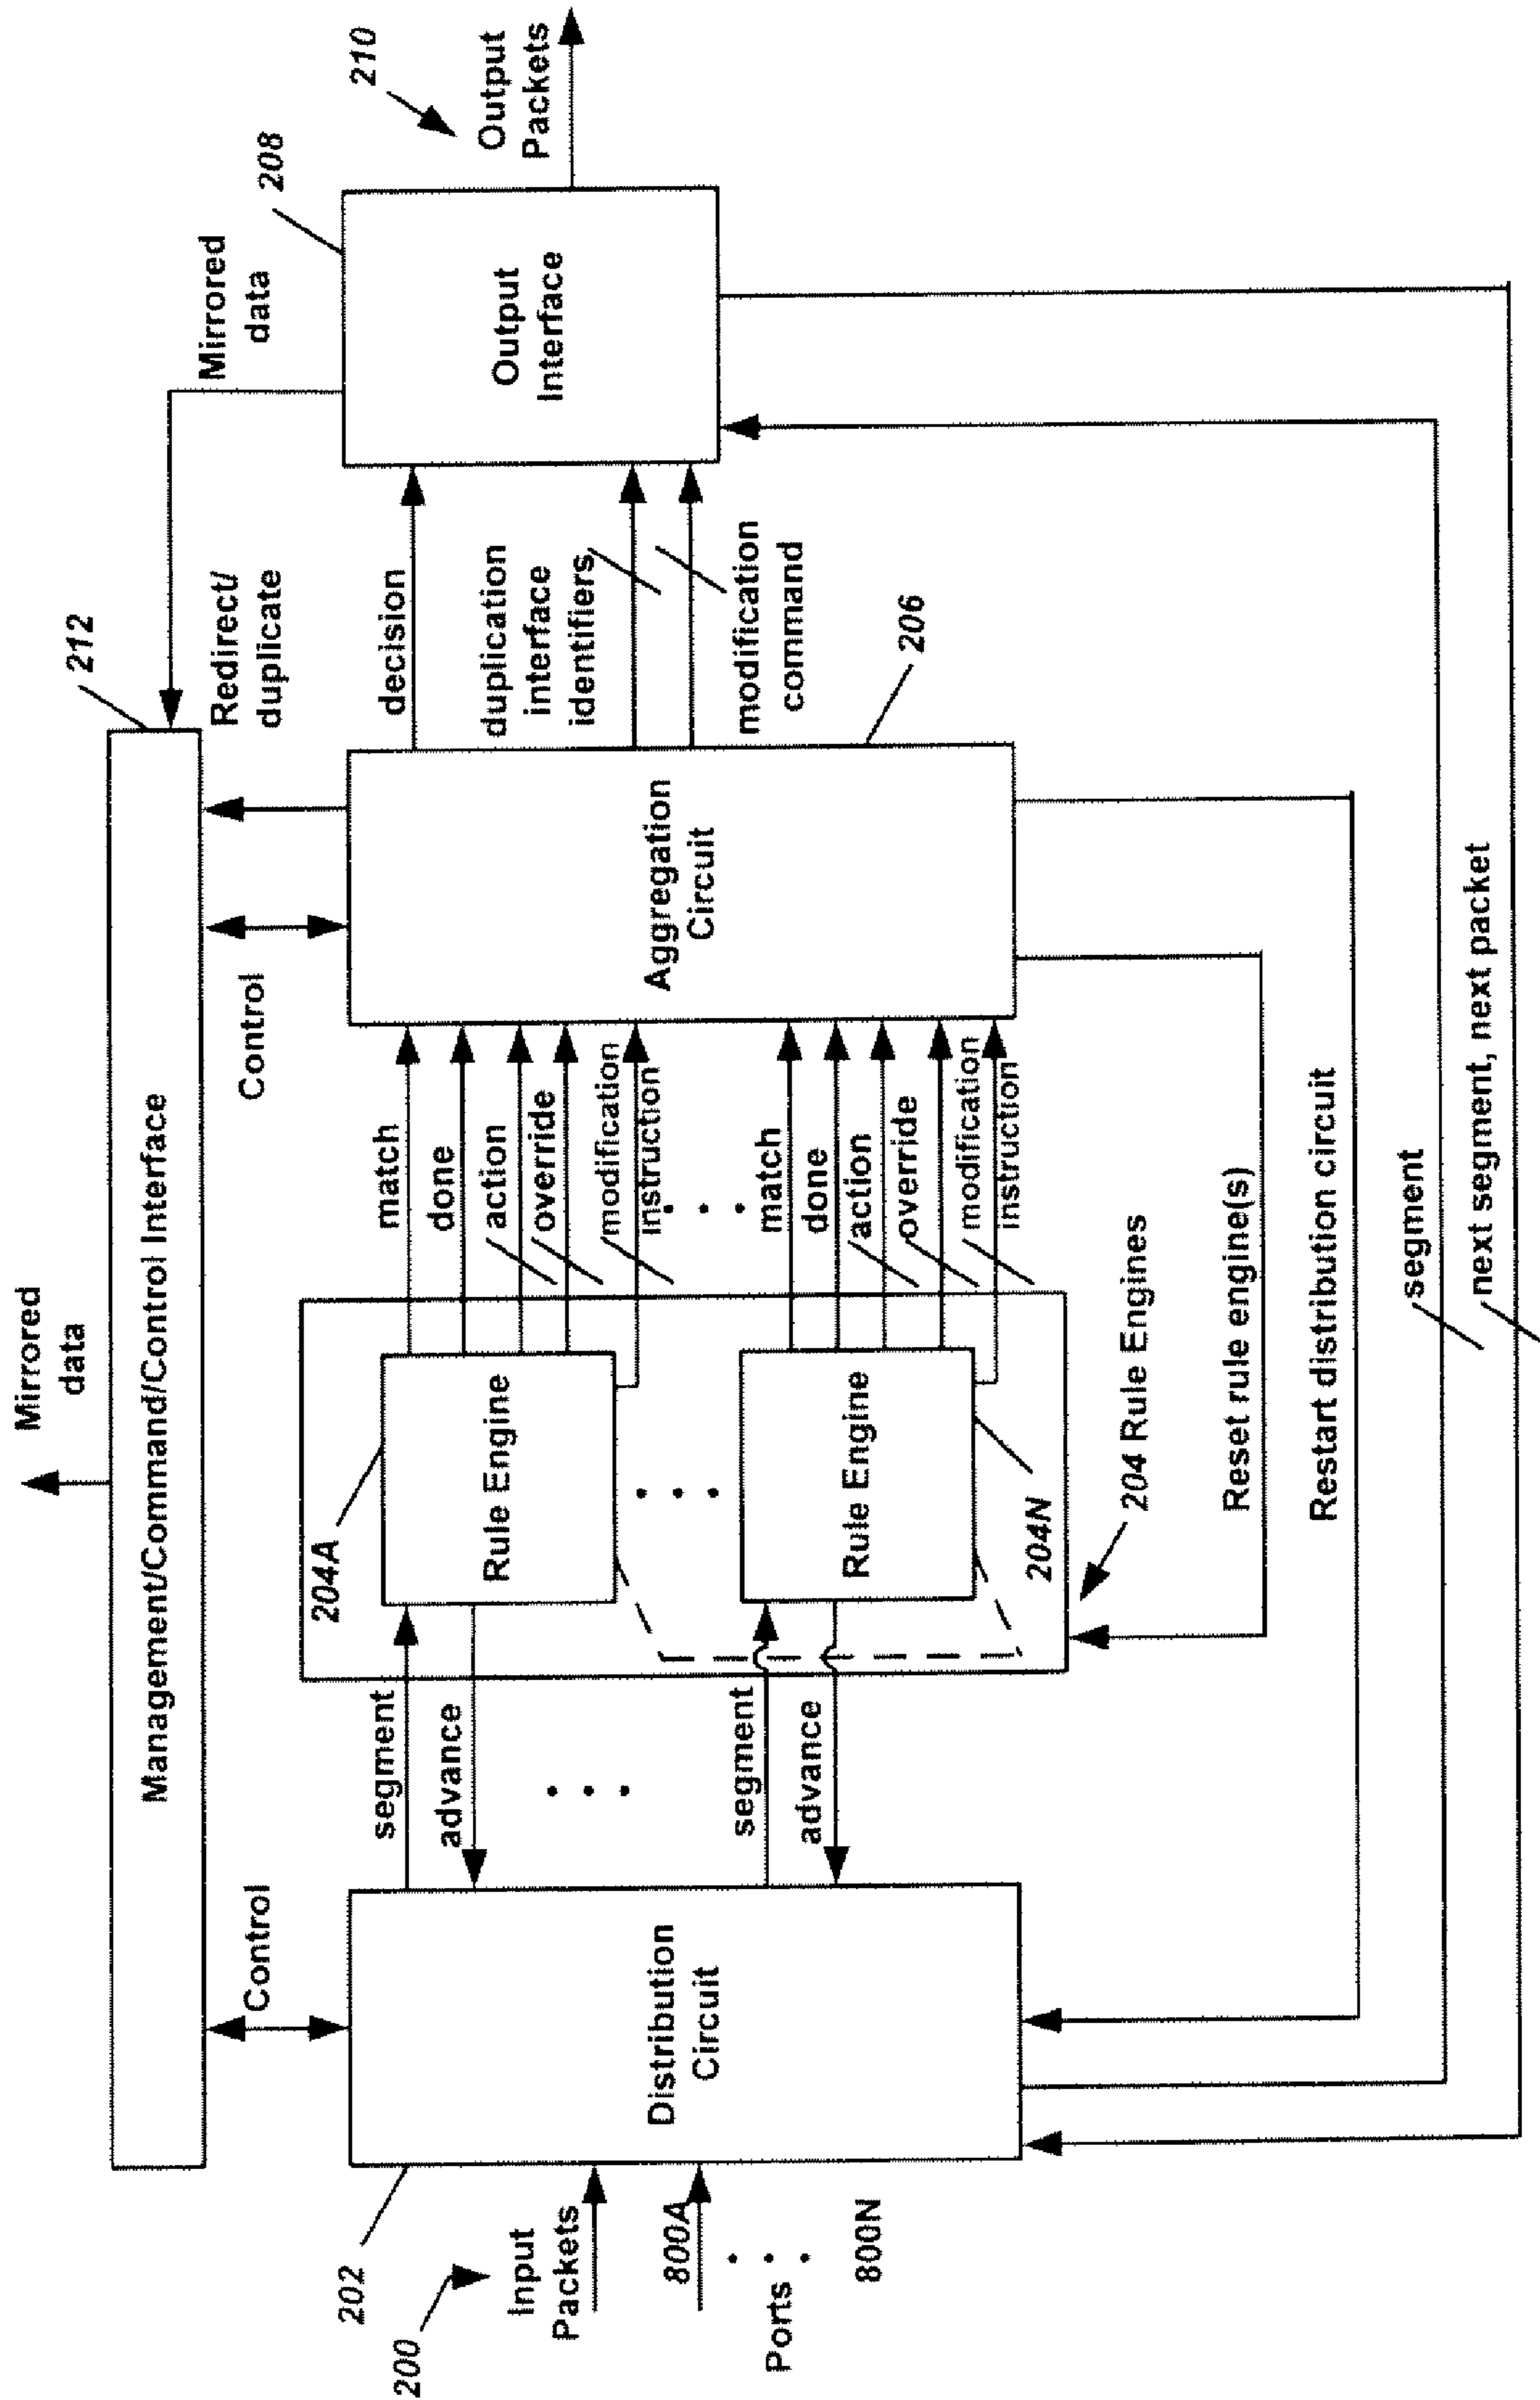 Mirrored
data
212
Management/Command/Control Interface
Control
Control
Redirect/
duplicate
Mirrored
data
208
210
200
202
Input
Packets
800A
Ports
800N
Distribution
Circuit
segment
advance
segment
advance
204A
Rule Engine
Rule Engine
204N
204 Rule Engines
match
done
action
override
modification
instruction
match
done
action
override
modification
instruction
Aggregation
Circuit
206
decision
duplication
interface
identifiers
modification
command
Output
Interface
Output
Packets
Reset rule engine(s)
Restart distribution circuit
segment
next segment, next packet